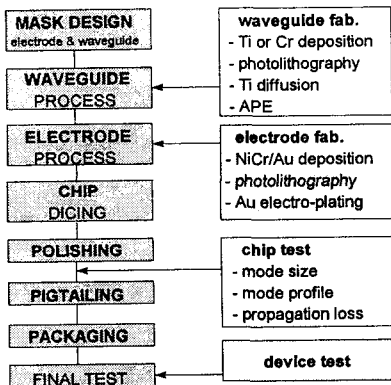 MASK DESIGN
electrode & waveguide
WAVEGUIDE
PROCESS
ELECTRODE
PROCESS
CHIP
DICING
POLISHING
PIGTAILING
PACKAGING
FINAL TEST
waveguide fab.
- Ti or Cr deposition
- photolithography
- Ti diffusion
- APE
electrode fab.
- NiCr/Au deposition
- photolithography
- Au electro-plating
chip test
- mode size
- mode profile
- propagation loss
device test